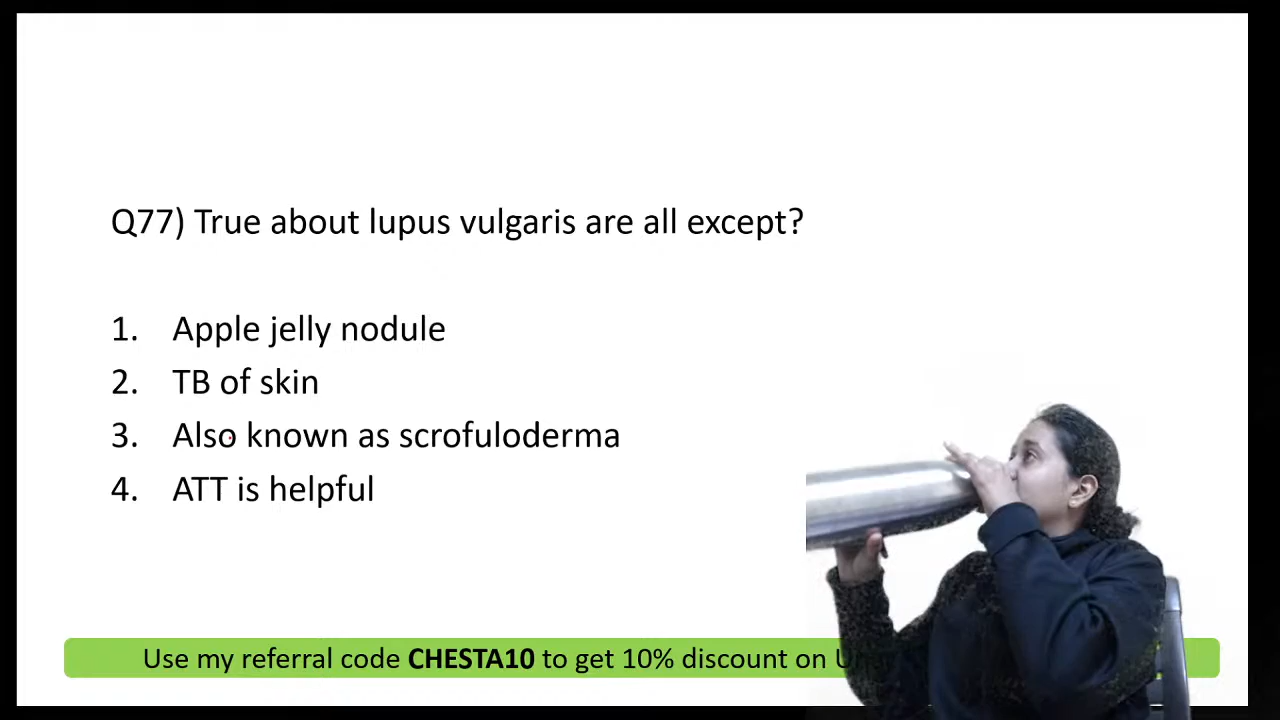 Q77) True about lupus vulgaris are all except?
1. Apple jelly nodule
2. TB of skin
3. Also known as scrofuloderma
4. ATT is helpful
Use my referral code CHESTA10 to get 10% discount on